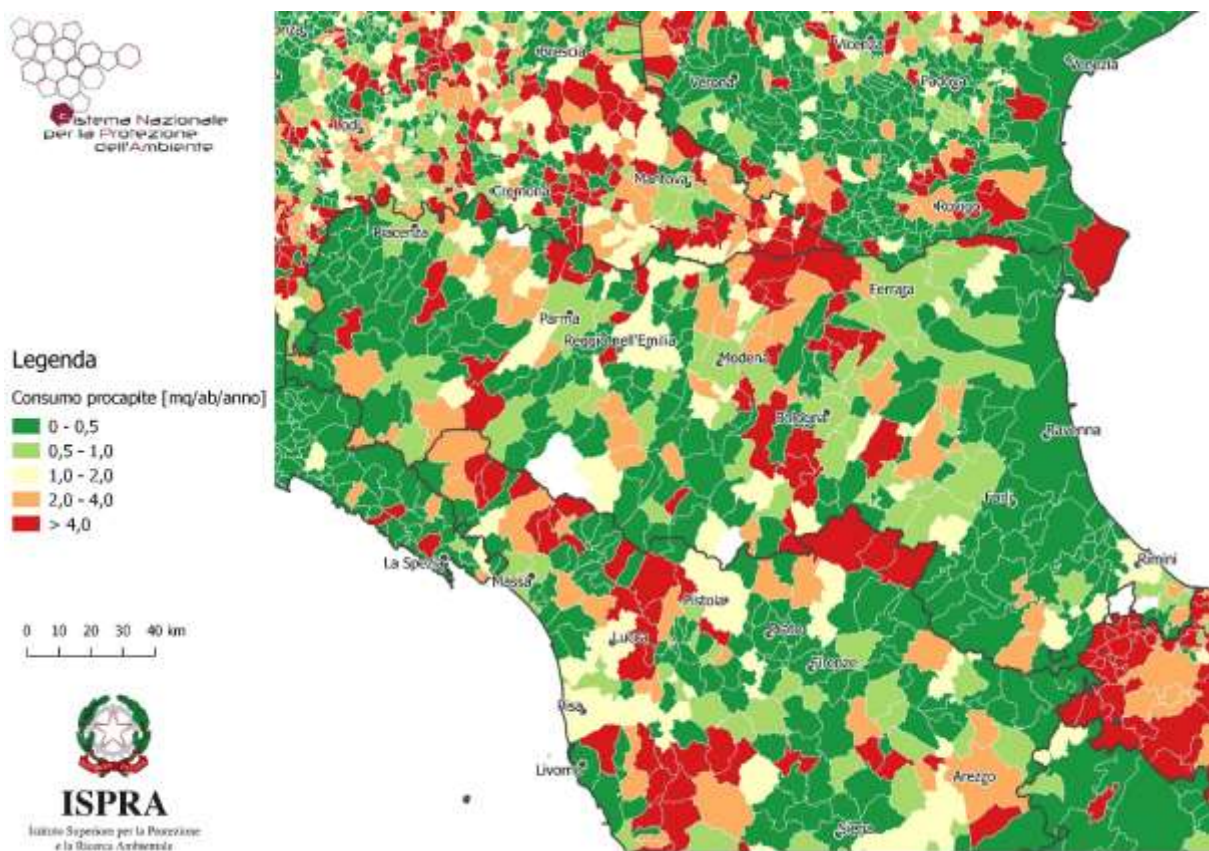 Sistema Nazionale
per la Protezione
dell'Ambiente
Legenda
Consumo procapite [mq/ab/anno]
0 - 0,5
0,5 - 1,0
1,0 - 2,0
2,0 - 4,0
> 4,0
0 10 20 30 40 km
ISPRA
Istituto Superiore per la Protezione
e la Ricerca Ambientale
Brescia
Vicenza
Venezia
Verona
Padova
Lodi
Mantova
Cremona
Rovigo
Piacenza
Ferrara
Parma
Reggio nell'Emilia
Modena
Bologna
Ravenna
Forlì
La Spezia
Massa
Rimini
Pistoia
Lucca
Prato
Firenze
Pisa
Livorno
Arezzo
Siena